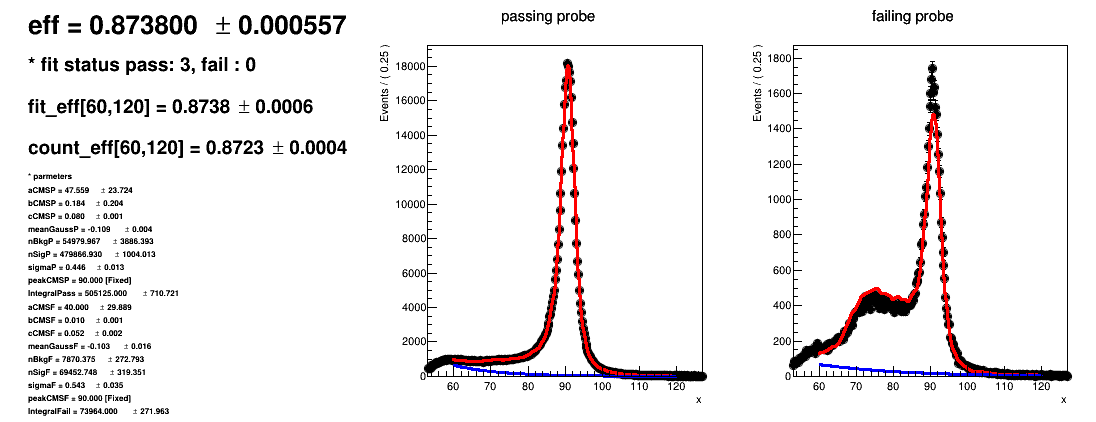 eff = 0.873800 ± 0.000557
* fit status pass: 3, fail : 0
fit_eff[60,120] = 0.8738 ± 0.0006
count_eff[60,120] = 0.8723 ± 0.0004
* parmeters
aCMSP = 47.559 ± 23.724
bCMSP = 0.184 ± 0.204
cCMSP = 0.080 ± 0.001
meanGaussP = -0.109 ± 0.004
nBkgP = 54979.967 ± 3886.393
nSigP = 479866.930 ± 1004.013
sigmaP = 0.446 ± 0.013
peakCMSP = 90.000 [Fixed]
IntegralPass = 505125.000 ± 710.721
aCMSF = 40.000 ± 29.889
bCMSF = 0.010 ± 0.001
cCMSF = 0.052 ± 0.002
meanGaussF = -0.103 ± 0.016
nBkgF = 7870.375 ± 272.793
nSigF = 69452.748 ± 319.351
sigmaF = 0.543 ± 0.035
peakCMSF = 90.000 [Fixed]
IntegralFail = 73964.000 ± 271.963
passing probe
Events / ( 0.25 )
18000
16000
14000
12000
10000
8000
6000
4000
2000
0
60 70 80 90 100 110 120
x
failing probe
Events / ( 0.25 )
1800
1600
1400
1200
1000
800
600
400
200
0
60 70 80 90 100 110 120
x